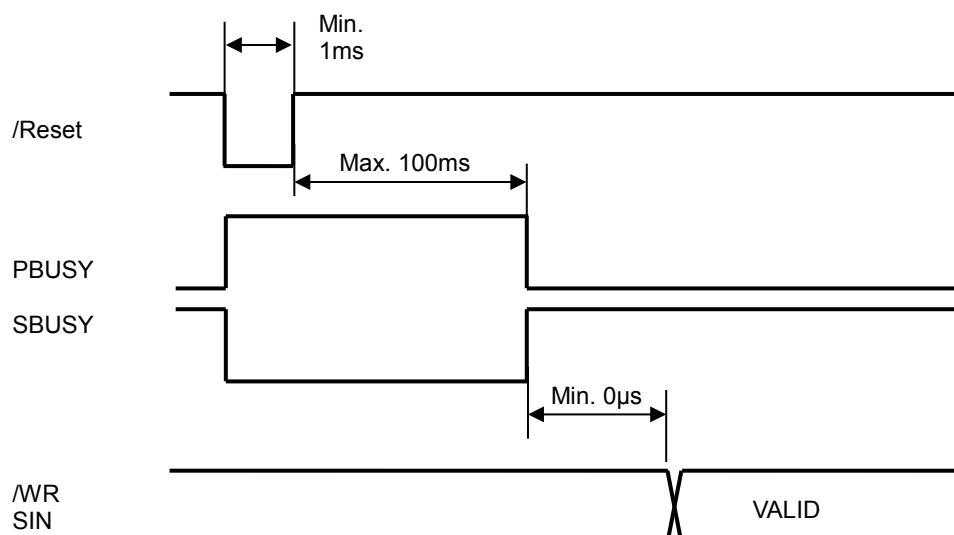 Min.
1ms
/Reset
Max. 100ms
PBUSY
SBUSY
Min. 0µs
/WR
SIN
VALID